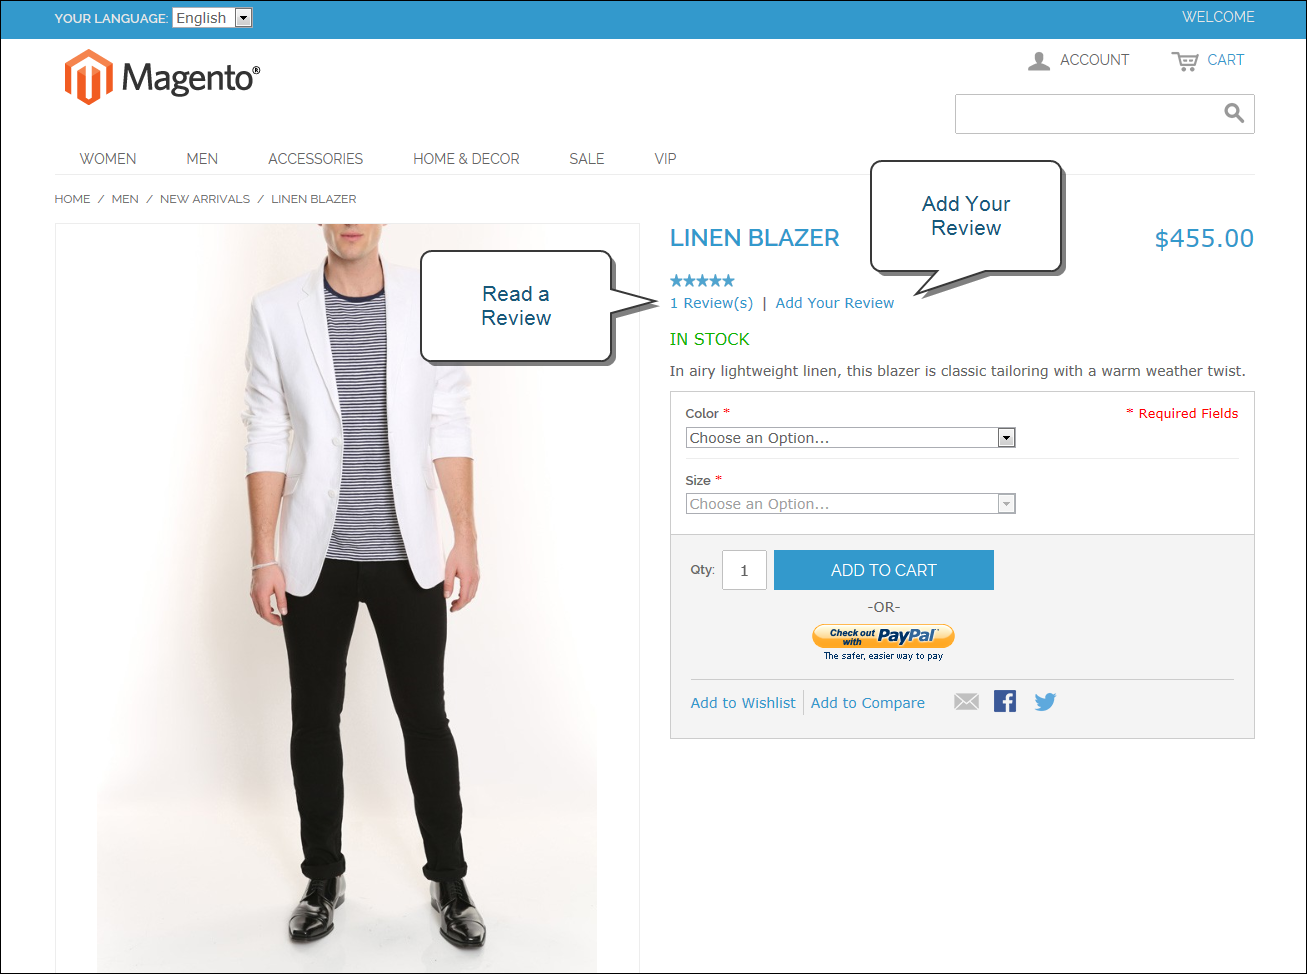 YOUR LANGUAGE: English
WELCOME
Magento®
ACCOUNT
CART
WOMEN MEN ACCESSORIES HOME & DECOR SALE VIP
HOME / MEN / NEW ARRIVALS / LINEN BLAZER
Add Your
Review
LINEN BLAZER
$455.00
Read a
Review
1 Review(s) | Add Your Review
IN STOCK
In airy lightweight linen, this blazer is classic tailoring with a warm weather twist.
Color *
* Required Fields
Choose an Option...
Size *
Choose an Option...
Qty: 1 ADD TO CART
-OR-
Check out
with PayPal™
The safer, easier way to pay
Add to Wishlist Add to Compare